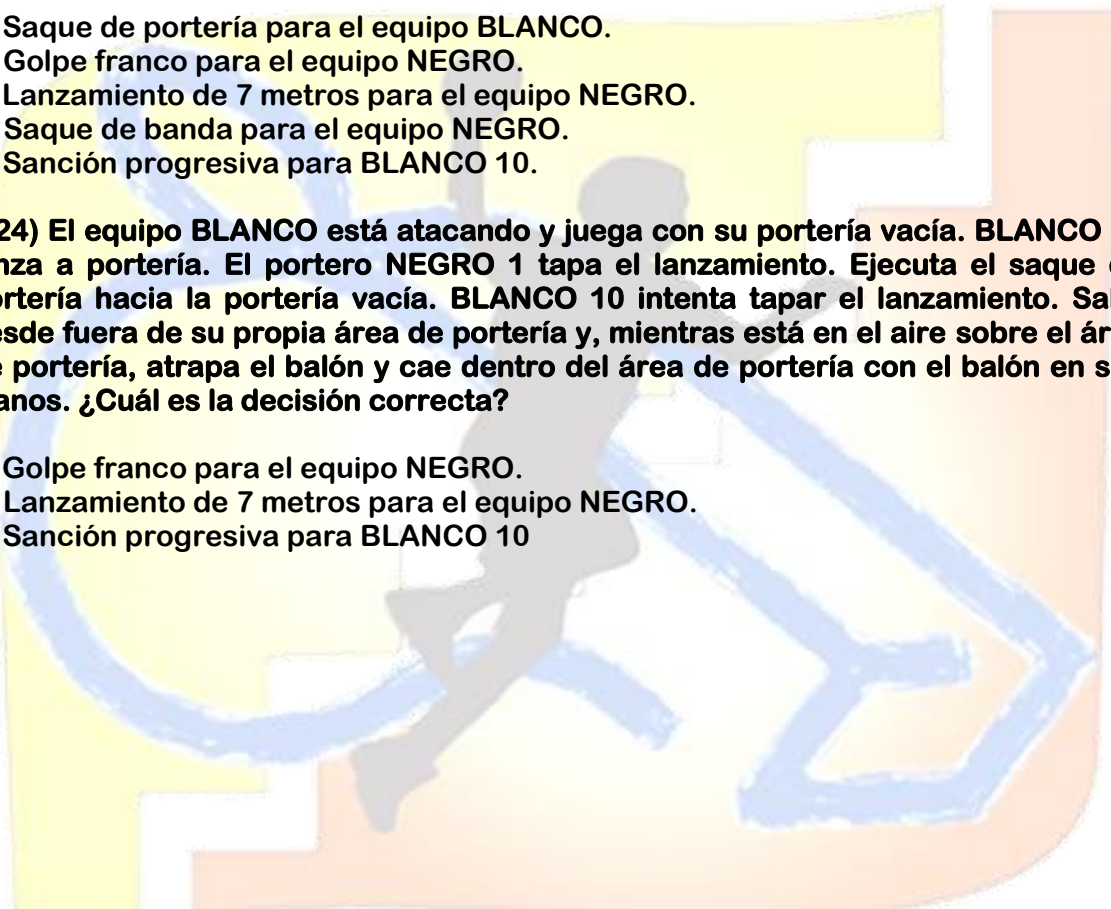 Saque de portería para el equipo BLANCO.
Golpe franco para el equipo NEGRO.
Lanzamiento de 7 metros para el equipo NEGRO.
Saque de banda para el equipo NEGRO.
Sanción progresiva para BLANCO 10.
24) El equipo BLANCO está atacando y juega con su portería vacía. BLANCO
nza a portería. El portero NEGRO 1 tapa el lanzamiento. Ejecuta el saque
ortería hacia la portería vacía. BLANCO 10 intenta tapar el lanzamiento. Sal
esde fuera de su propia área de portería y, mientras está en el aire sobre el ár
e portería, atrapa el balón y cae dentro del área de portería con el balón en s
anos. ¿Cuál es la decisión correcta?
Golpe franco para el equipo NEGRO.
Lanzamiento de 7 metros para el equipo NEGRO.
Sanción progresiva para BLANCO 10